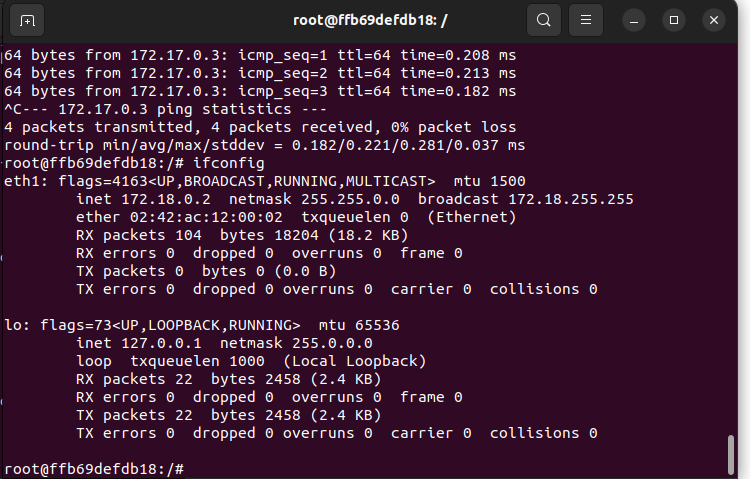 root@ffb69defdb18: /
64 bytes from 172.17.0.3: icmp_seq=1 ttl=64 time=0.208 ms
64 bytes from 172.17.0.3: icmp_seq=2 ttl=64 time=0.213 ms
64 bytes from 172.17.0.3: icmp_seq=3 ttl=64 time=0.182 ms
^C--- 172.17.0.3 ping statistics ---
4 packets transmitted, 4 packets received, 0% packet loss
round-trip min/avg/max/stddev = 0.182/0.221/0.281/0.037 ms
root@ffb69defdb18:/# ifconfig
eth1: flags=4163<UP,BROADCAST,RUNNING,MULTICAST>  mtu 1500
        inet 172.18.0.2  netmask 255.255.0.0  broadcast 172.18.255.255
        ether 02:42:ac:12:00:02  txqueuelen 0  (Ethernet)
        RX packets 104  bytes 18204 (18.2 KB)
        RX errors 0  dropped 0  overruns 0  frame 0
        TX packets 0  bytes 0 (0.0 B)
        TX errors 0  dropped 0 overruns 0  carrier 0  collisions 0

lo: flags=73<UP,LOOPBACK,RUNNING>  mtu 65536
        inet 127.0.0.1  netmask 255.0.0.0
        loop  txqueuelen 1000  (Local Loopback)
        RX packets 22  bytes 2458 (2.4 KB)
        RX errors 0  dropped 0  overruns 0  frame 0
        TX packets 22  bytes 2458 (2.4 KB)
        TX errors 0  dropped 0 overruns 0  carrier 0  collisions 0

root@ffb69defdb18:/#